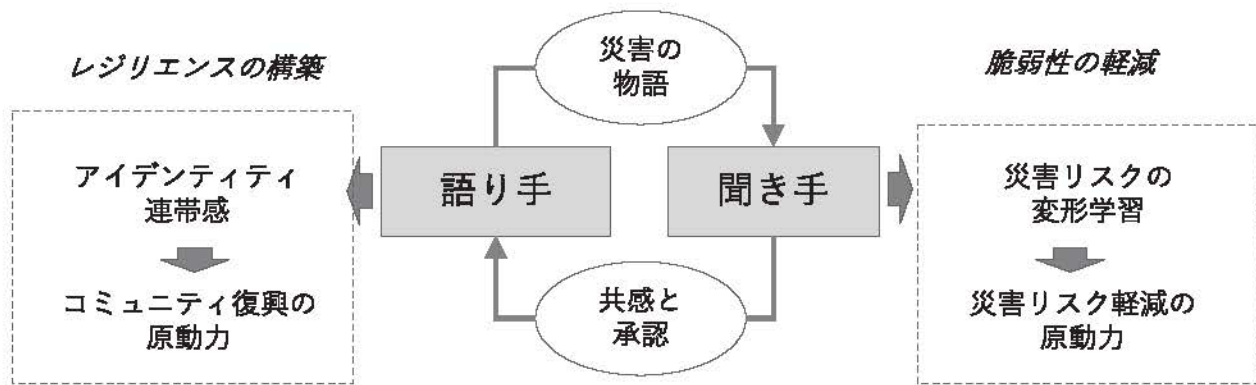 レジリエンスの構築
アイデンティティ
連帯感
コミュニティ復興の
原動力
災害の
物語
語り手
聞き手
共感と
承認
脆弱性の軽減
災害リスクの
変形学習
災害リスク軽減の
原動力